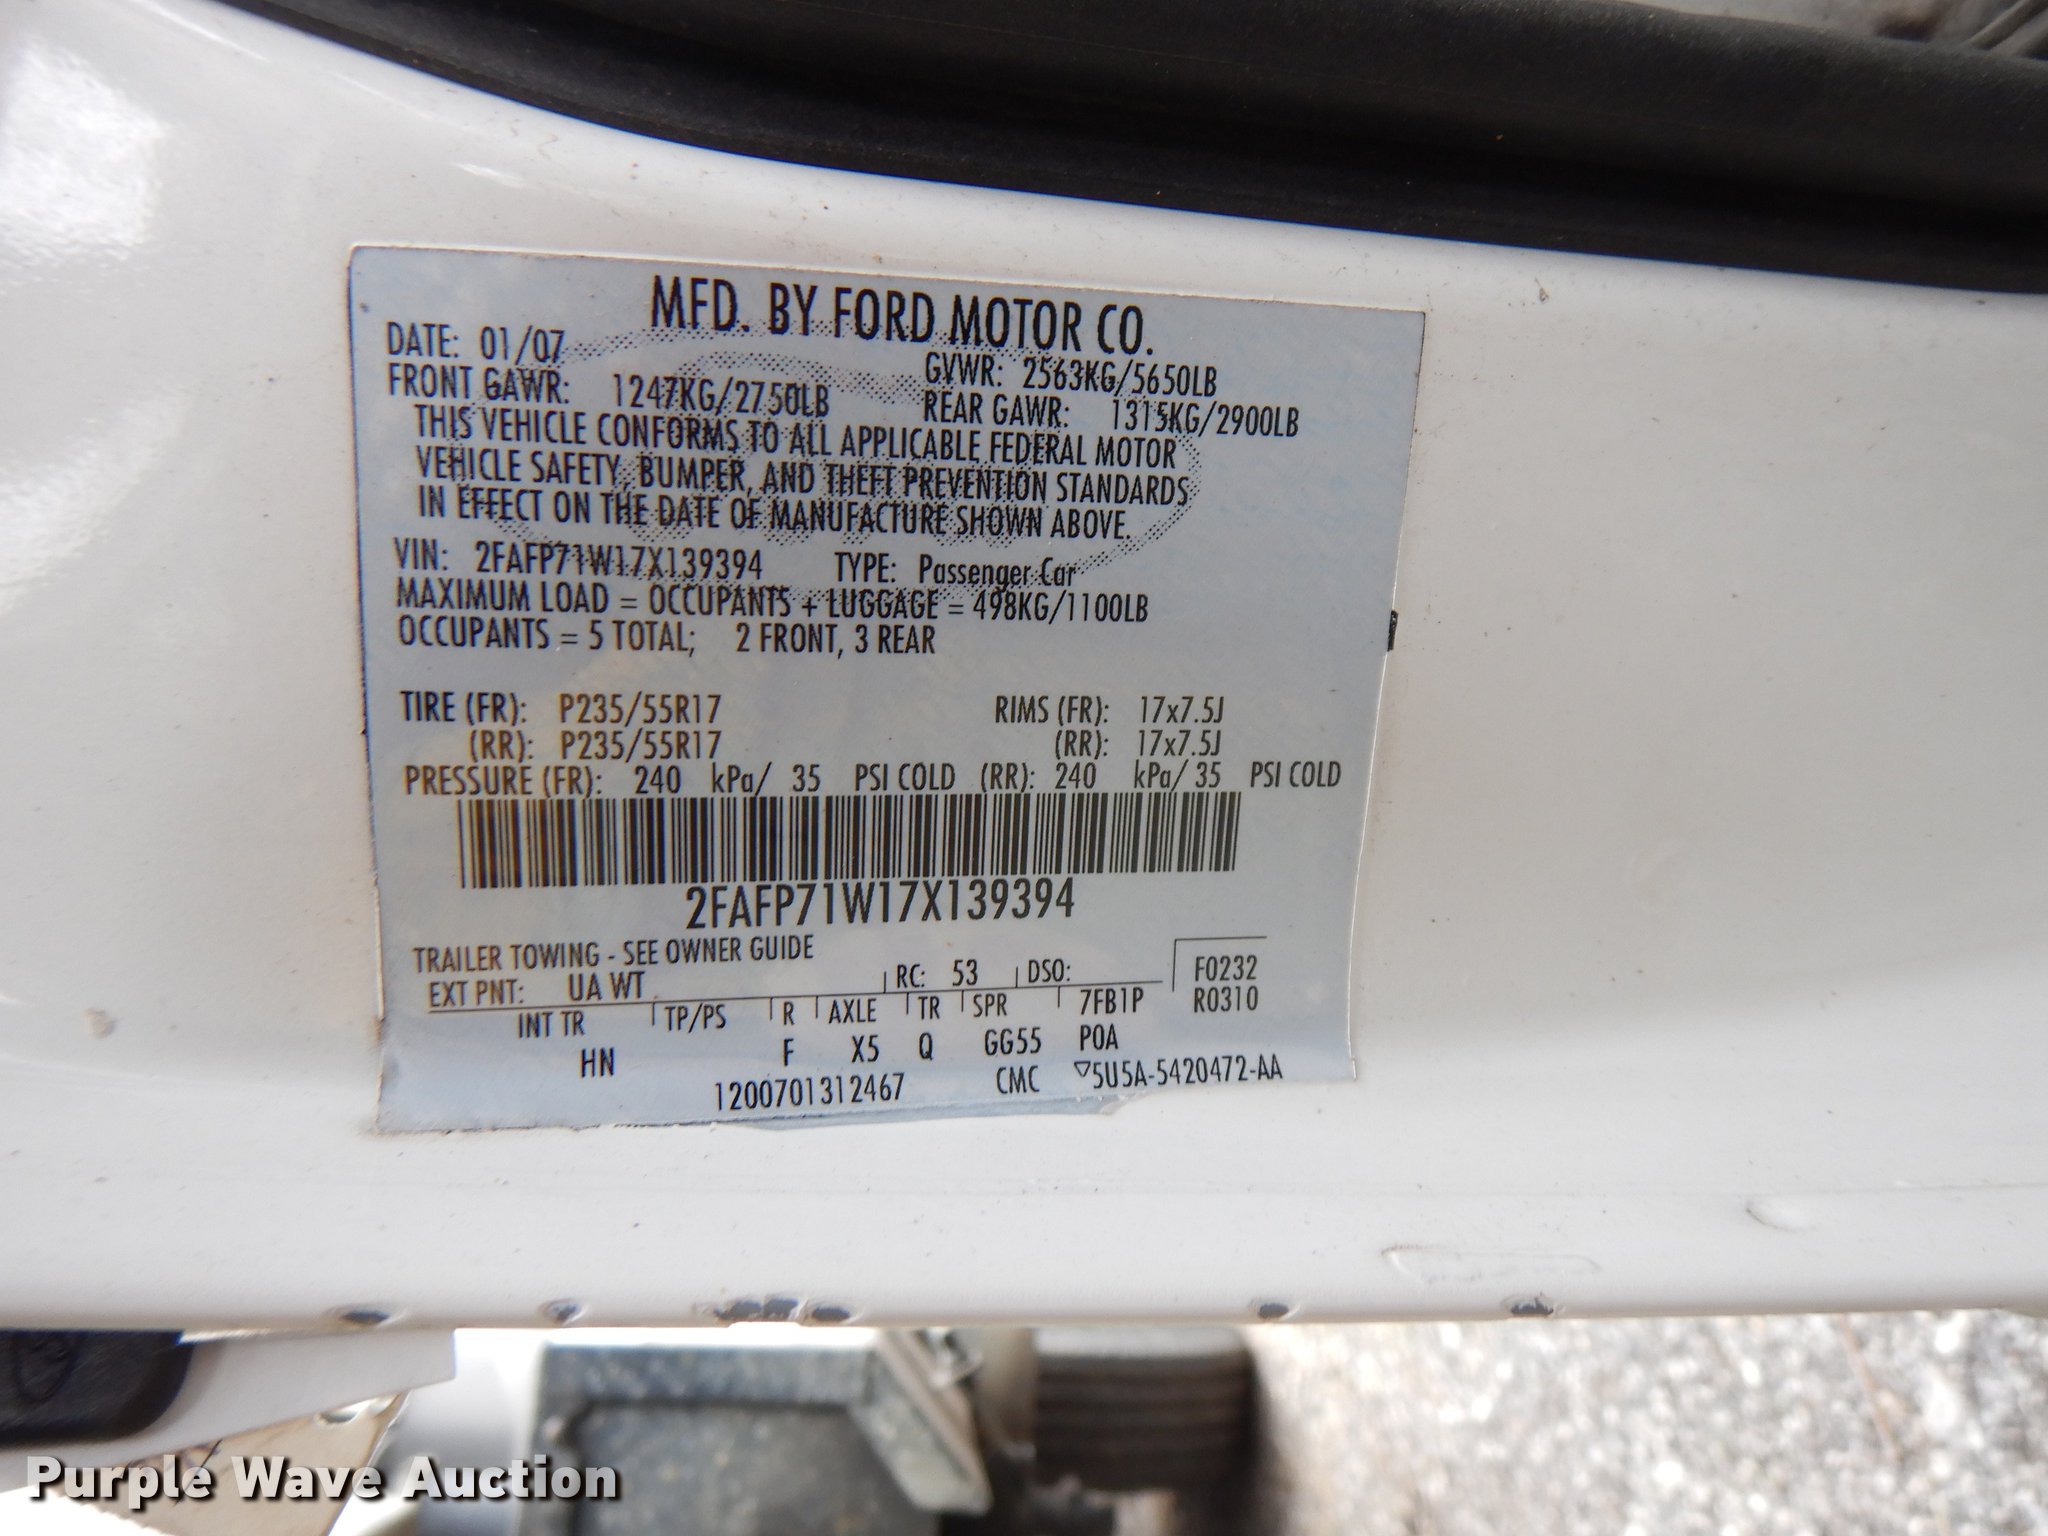 MFD. BY FORD MOTOR CO.
DATE: 01/07 GVWR: 2563KG/5650LB
FRONT GAWR: 1247KG/2750LB REAR GAWR: 1315KG/2900LB
THIS VEHICLE CONFORMS TO ALL APPLICABLE FEDERAL MOTOR
VEHICLE SAFETY, BUMPER, AND THEFT PREVENTION STANDARDS
IN EFFECT ON THE DATE OF MANUFACTURE SHOWN ABOVE.
VIN: 2FAFP71W17X139394 TYPE: Passenger Car
MAXIMUM LOAD = OCCUPANTS + LUGGAGE = 498KG/1100LB
OCCUPANTS = 5 TOTAL; 2 FRONT, 3 REAR
TIRE (FR): P235/55R17 RIMS (FR): 17x7.5J
(RR): P235/55R17 (RR): 17x7.5J
PRESSURE (FR): 240 kPa/ 35 PSI COLD (RR): 240 kPa/ 35 PSI COLD
2FAFP71W17X139394
TRAILER TOWING - SEE OWNER GUIDE
EXT PNT: UA WT RC: 53 DSO: F0232
INT TR TP/PS R AXLE TR SPR 7FB1P R0310
HN F X5 Q GG55 POA
1200701312467 CMC ▽5U5A-5420472-AA
Purple Wave Auction